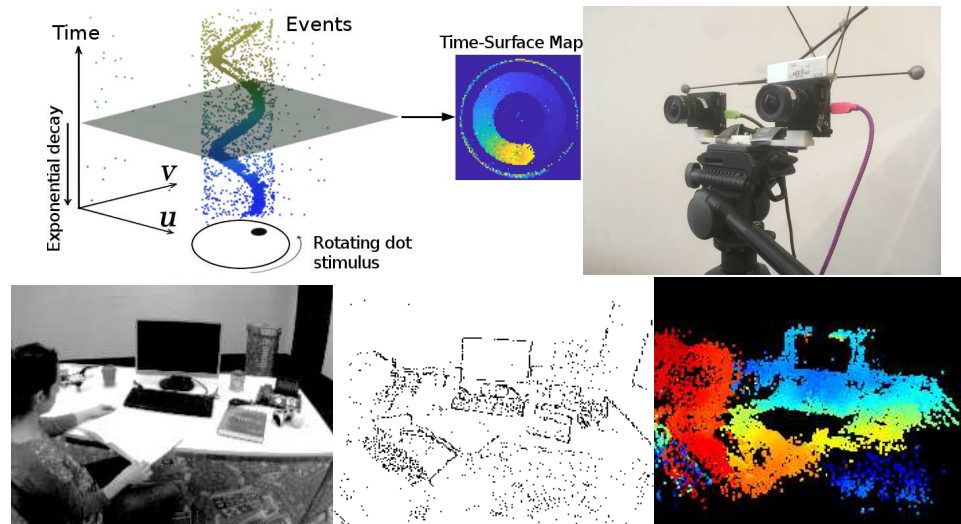 Time
Events
Time-Surface Map
Exponential decay
v
u
Rotating dot
stimulus